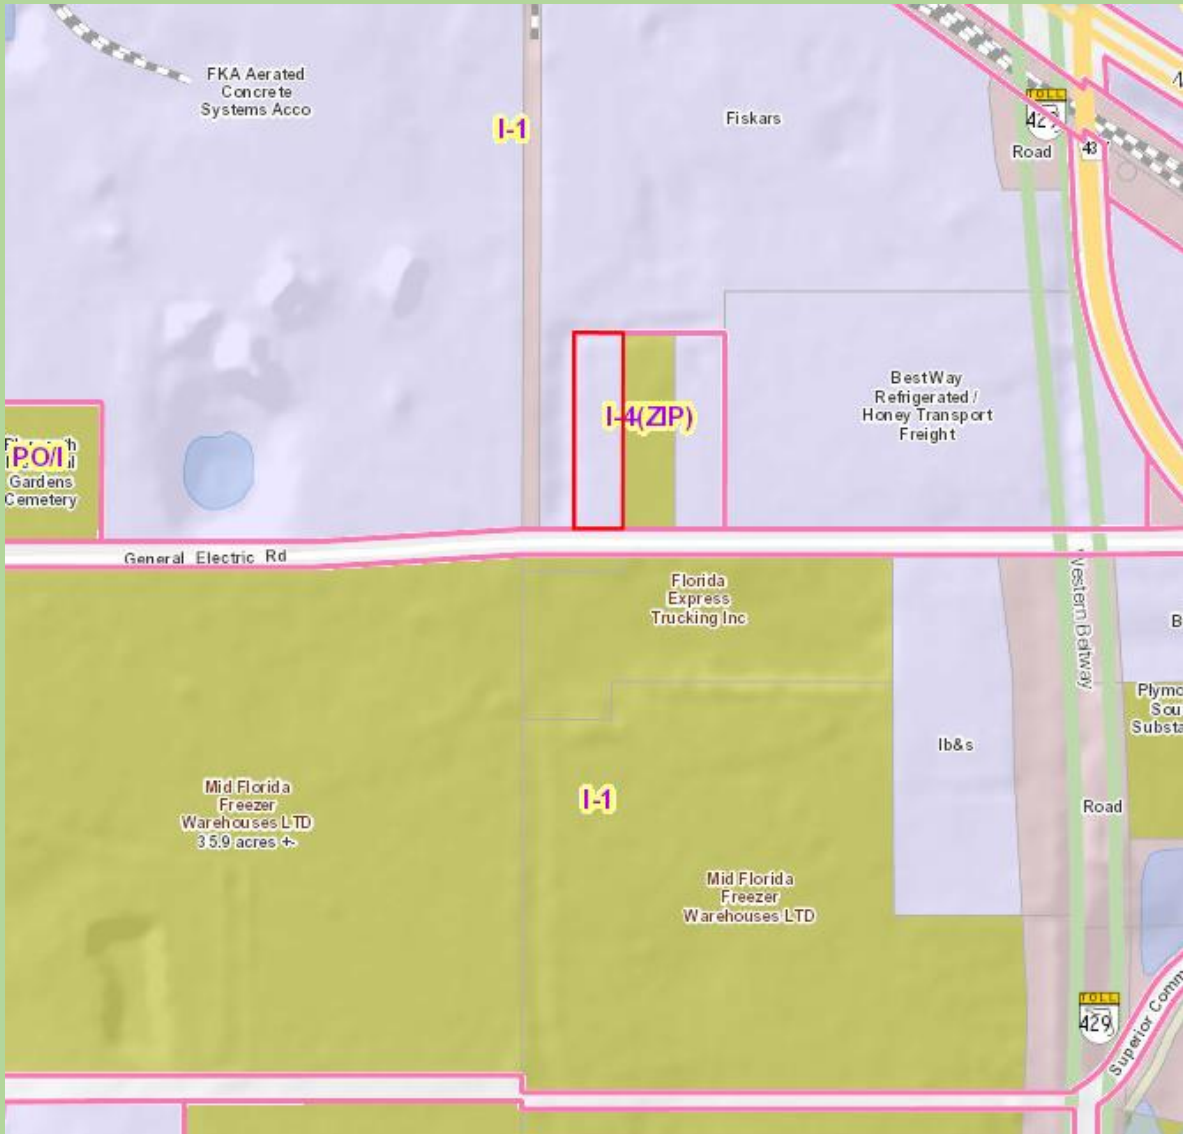 FKA Aerated
Concrete
Systems Acco
I-1
Fiskars
TOLL
429
Road
43
4
BestWay
Refrigerated /
Honey Transport
Freight
I-4(ZIP)
PO/I
Gardens
Cemetery
General Electric Rd
Florida
Express
Trucking Inc
Western Beltway
B
Plymo
Sou
Substa
Ib&s
Mid Florida
Freezer
Warehouses LTD
35.9 acres +-
I-1
Road
Mid Florida
Freezer
Warehouses LTD
TOLL
429
Superior Comm